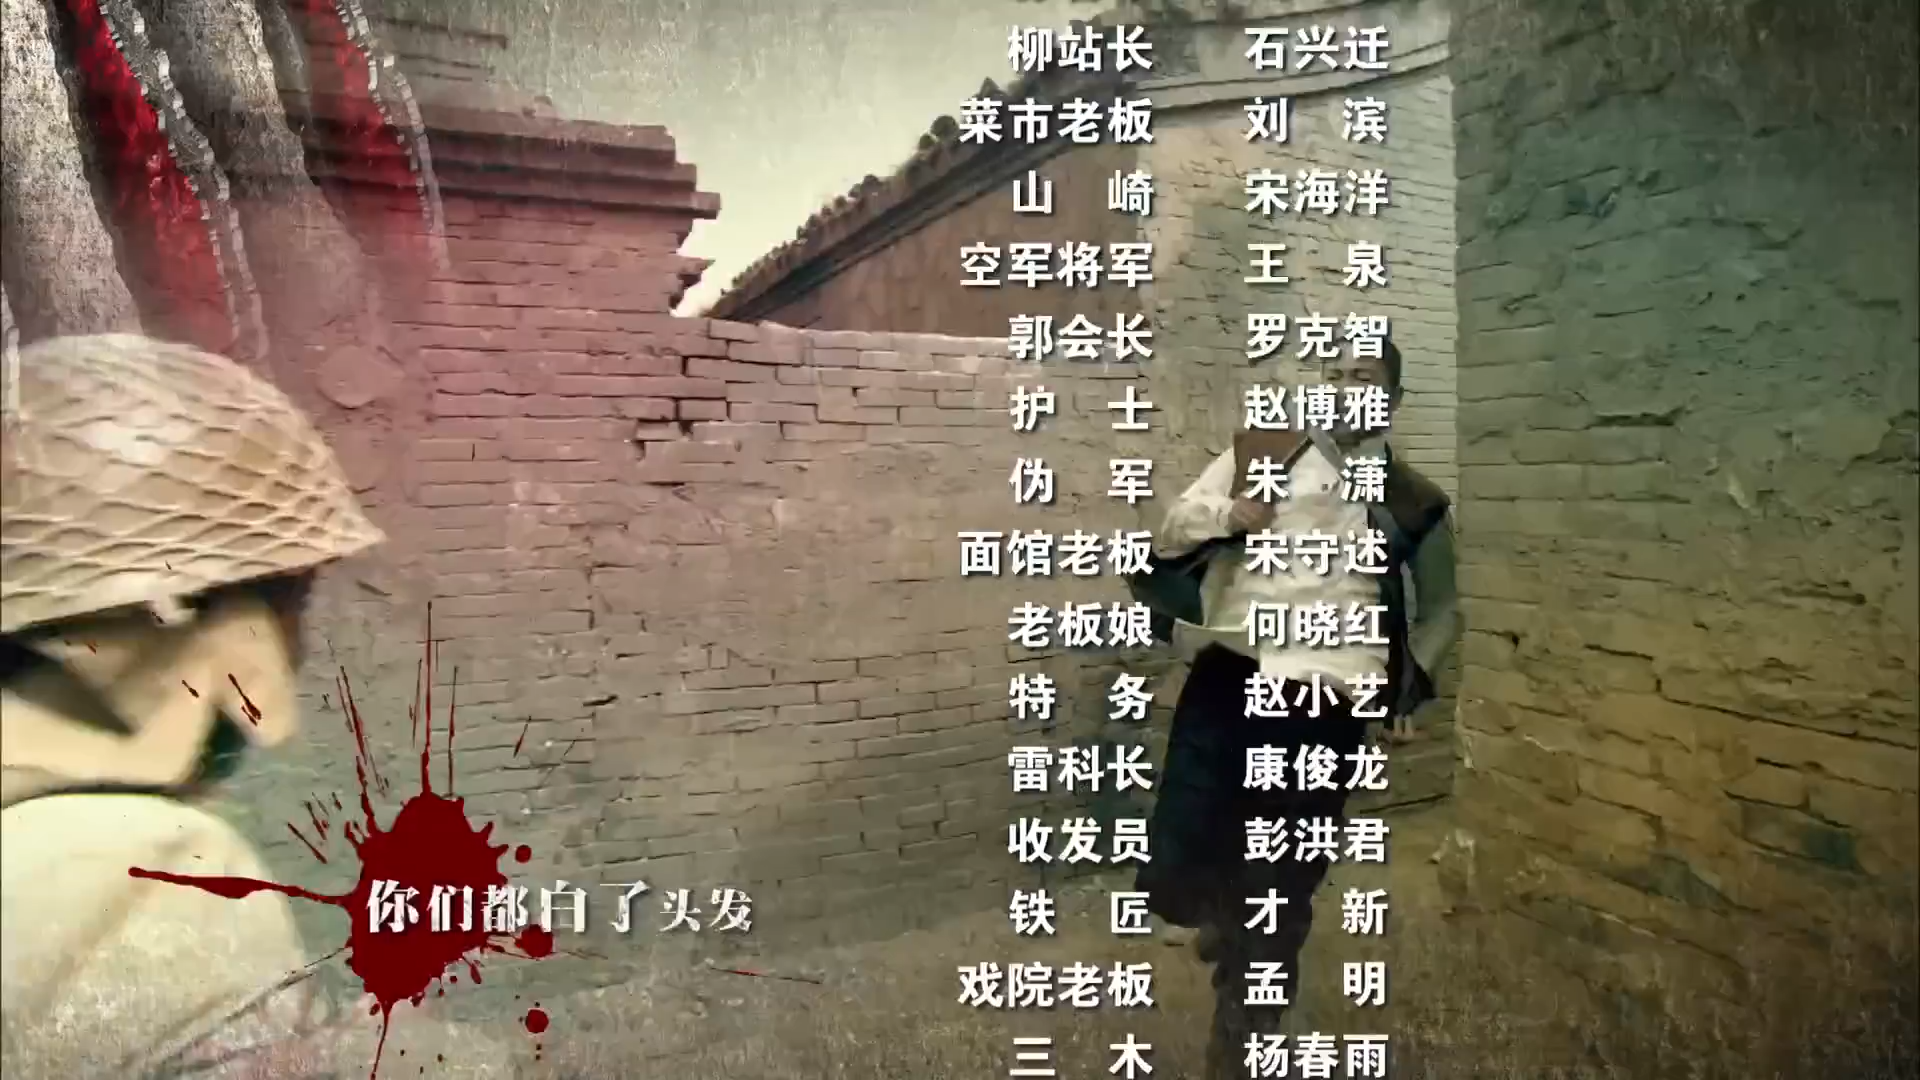 柳站长 石兴迁
菜市老板 刘滨
山崎 宋海洋
空军将军 王泉
郭会长 罗克智
护士 赵博雅
伪军 朱潇
面馆老板 宋守述
老板娘 何晓红
特务 赵小艺
雷科长 康俊龙
收发员 彭洪君
你们都白了头发
铁匠 才新
戏院老板 孟明
三木 杨春雨